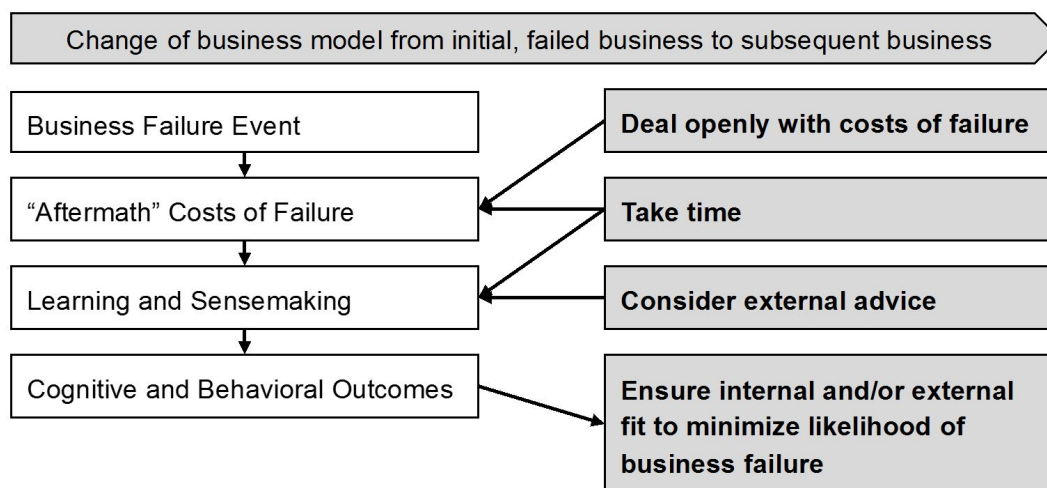 Change of business model from initial, failed business to subsequent business
Business Failure Event
Deal openly with costs of failure
“Aftermath” Costs of Failure
Take time
Learning and Sensemaking
Consider external advice
Cognitive and Behavioral Outcomes
Ensure internal and/or external
fit to minimize likelihood of
business failure